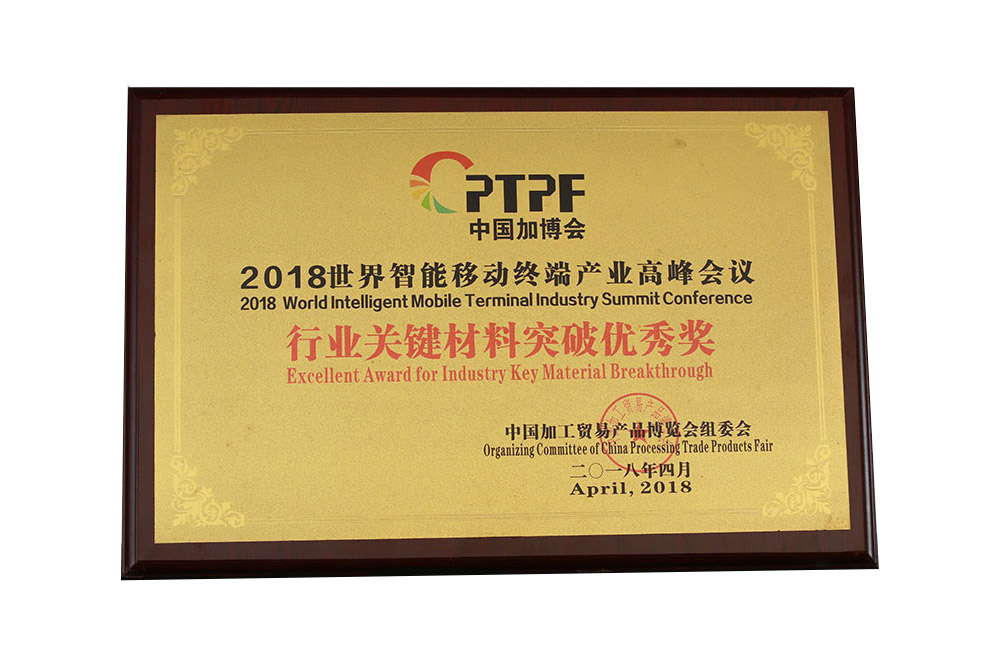 CPTPF
中国加博会
2018世界智能移动终端产业高峰会议
2018 World Intelligent Mobile Terminal Industry Summit Conference
行业关键材料突破优秀奖
Excellent Award for Industry Key Material Breakthrough
中国加工贸易产品博览会组委会
Organizing Committee of China Processing Trade Products Fair
二〇一八年四月
April, 2018